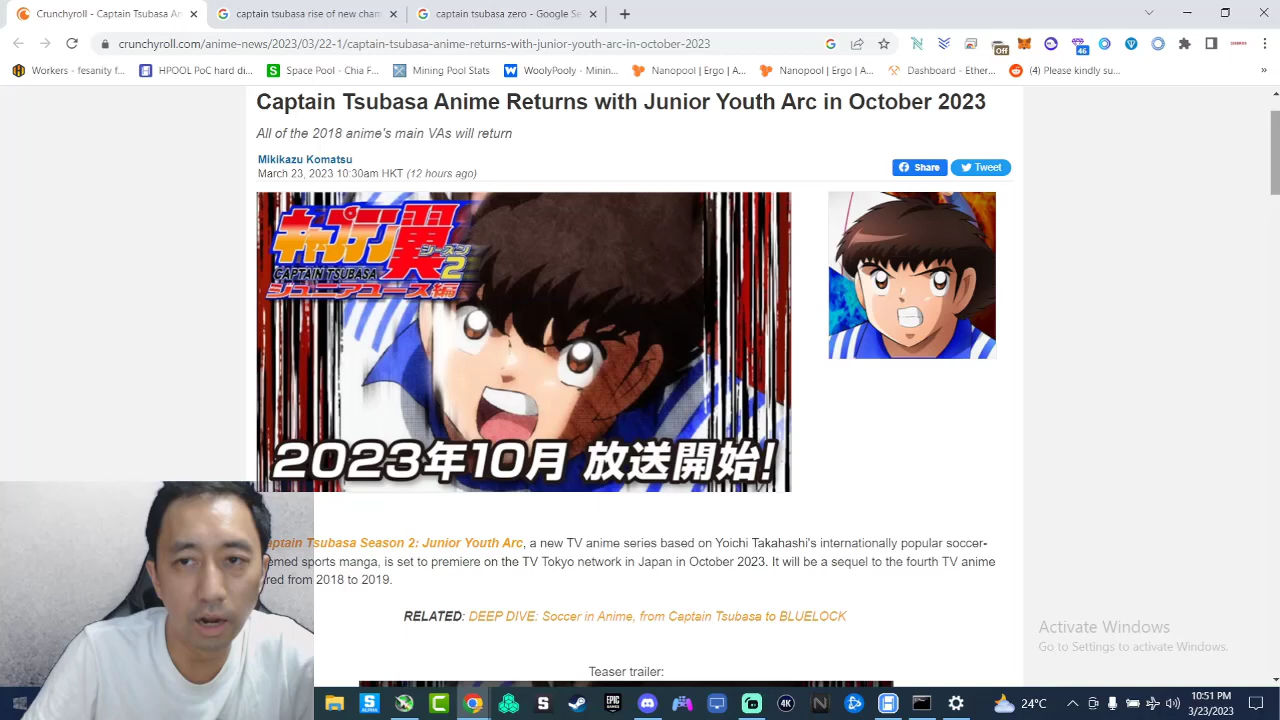 Crunchyroll - Captain Tsubasa An
captain tsubasa rise of new cham
captain tsubasa zero - Google Se
crunchyroll.com/anime-news/2023/03/22-1/captain-tsubasa-anime-returns-with-junior-youth-arc-in-october-2023
Off
46
Workers - fesanity f...
HPOOL PoC hard di...
Space Pool - Chia F...
Mining Pool Stats
WoolyPooly - Minin...
Nanopool | Ergo | A...
Nanopool | Ergo | A...
Dashboard - Ether...
(4) Please kindly su...
Captain Tsubasa Anime Returns with Junior Youth Arc in October 2023
All of the 2018 anime's main VAs will return
Mikikazu Komatsu
March 23, 2023 10:30am HKT (12 hours ago)
Share
Tweet
キャプテン翼
シーズン2
CAPTAIN TSUBASA
ジュニアユース編
2023年10月 放送開始!
aptain Tsubasa Season 2: Junior Youth Arc, a new TV anime series based on Yoichi Takahashi's internationally popular soccer-
emed sports manga, is set to premiere on the TV Tokyo network in Japan in October 2023. It will be a sequel to the fourth TV anime
red from 2018 to 2019.
RELATED: DEEP DIVE: Soccer in Anime, from Captain Tsubasa to BLUELOCK
Teaser trailer:
Activate Windows
Go to Settings to activate Windows.
ALPHA
EPIC
GAMES
4K
24°C
10:51 PM
3/23/2023